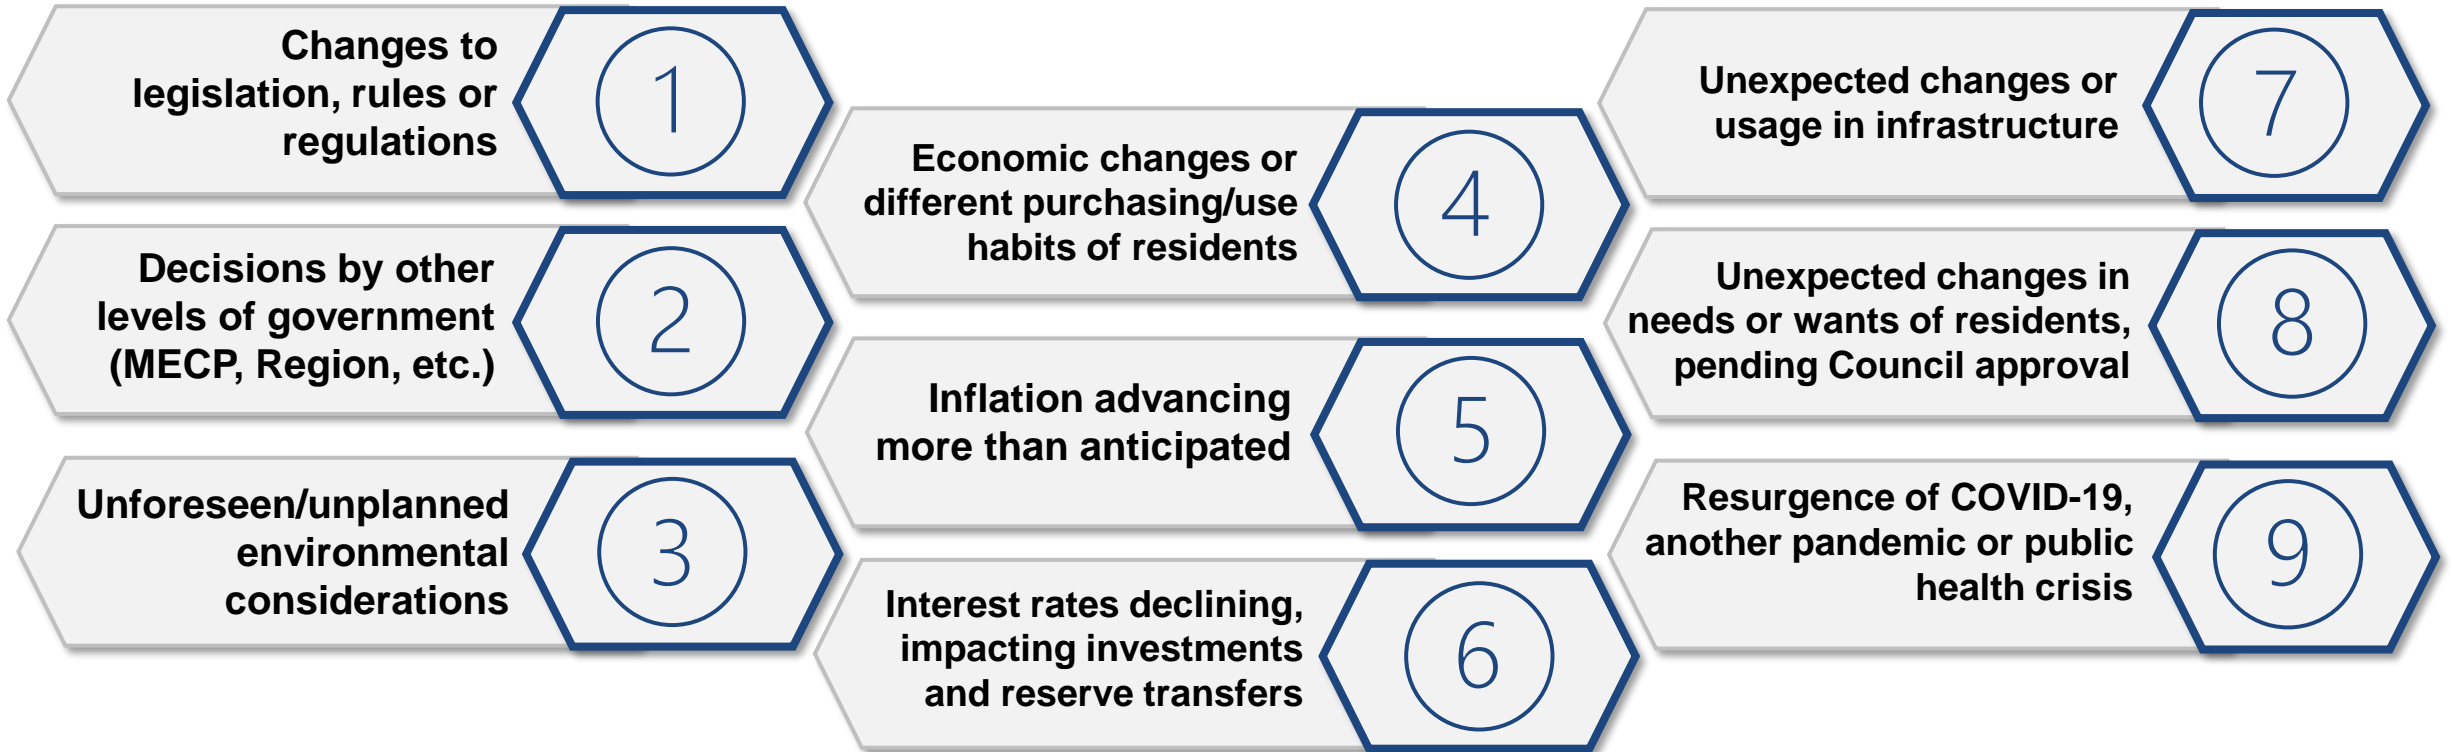 Changes to
legislation, rules or
regulations
1
Decisions by other
levels of government
(MECP, Region, etc.)
2
Unforeseen/unplanned
environmental
considerations
3
Economic changes or
different purchasing/use
habits of residents
4
Inflation advancing
more than anticipated
5
Interest rates declining,
impacting investments
and reserve transfers
6
Unexpected changes or
usage in infrastructure
7
Unexpected changes in
needs or wants of residents,
pending Council approval
8
Resurgence of COVID-19,
another pandemic or public
health crisis
9